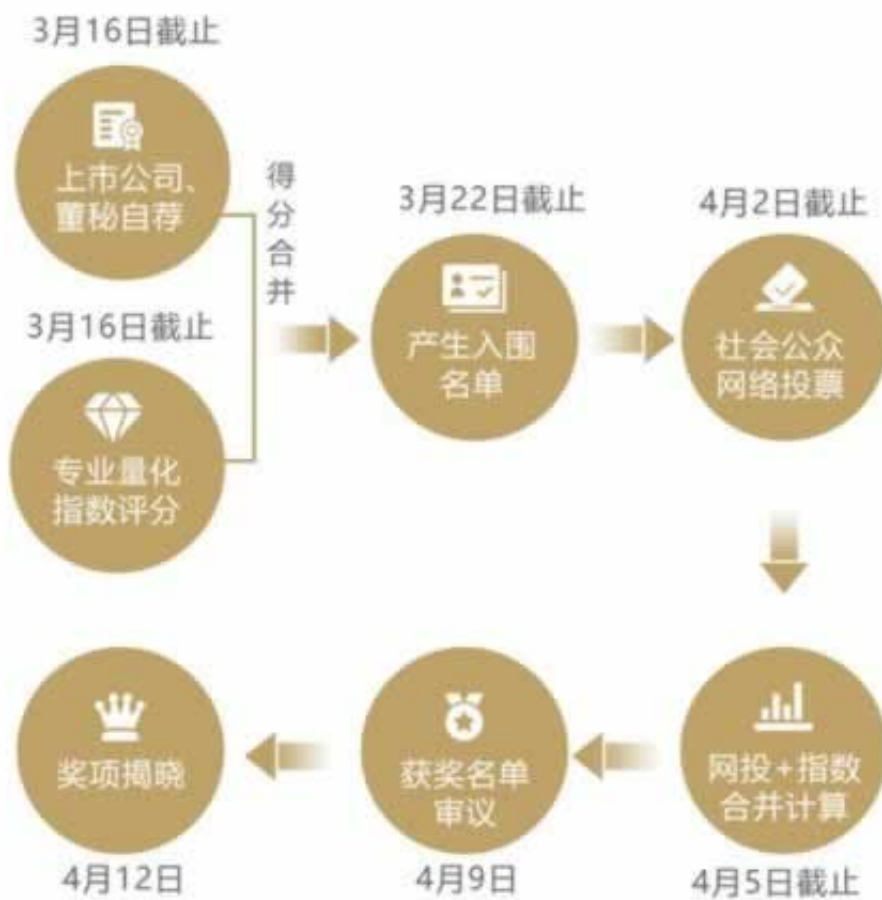 3月16日截止
上市公司、
董秘自荐
得分合并
3月16日截止
专业量化
指数评分
3月22日截止
产生入围
名单
4月2日截止
社会公众
网络投票
网投+指数
合并计算
4月5日截止
获奖名单
审议
4月9日
奖项揭晓
4月12日